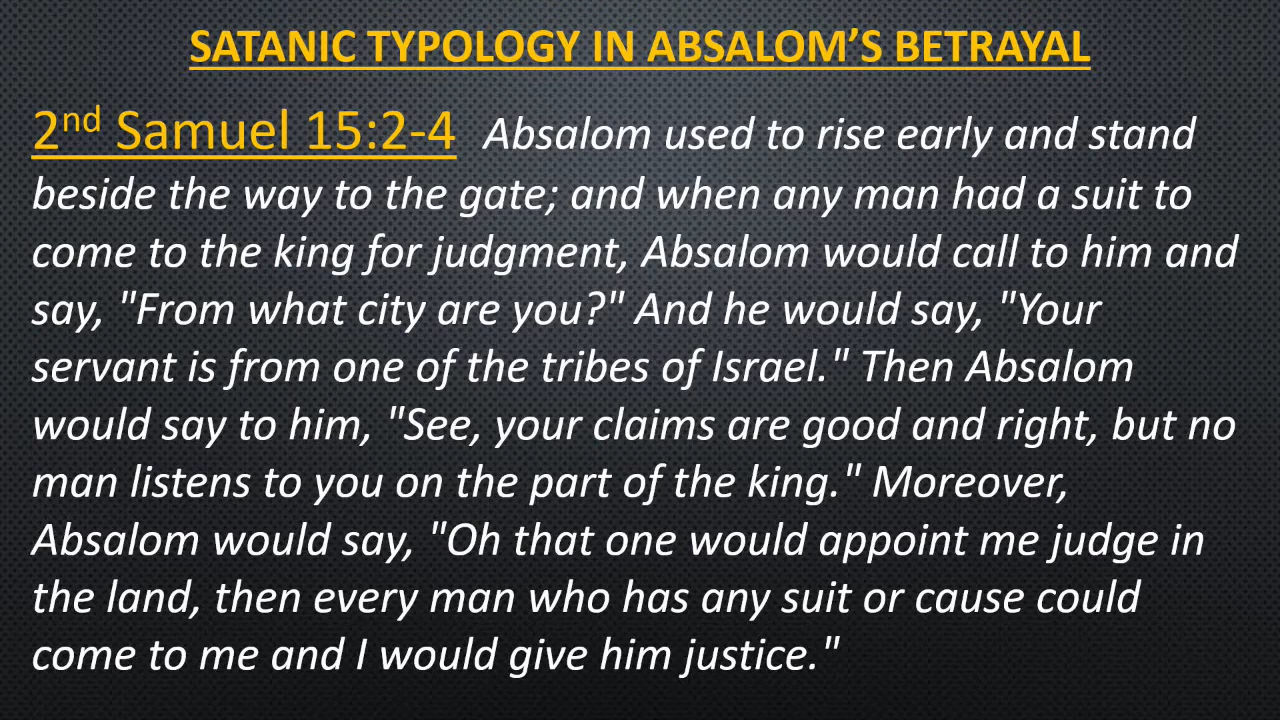 SATANIC TYPOLOGY IN ABSALOM’S BETRAYAL
2nd Samuel 15:2-4 Absalom used to rise early and stand
beside the way to the gate; and when any man had a suit to
come to the king for judgment, Absalom would call to him and
say, "From what city are you?" And he would say, "Your
servant is from one of the tribes of Israel." Then Absalom
would say to him, "See, your claims are good and right, but no
man listens to you on the part of the king." Moreover,
Absalom would say, "Oh that one would appoint me judge in
the land, then every man who has any suit or cause could
come to me and I would give him justice."